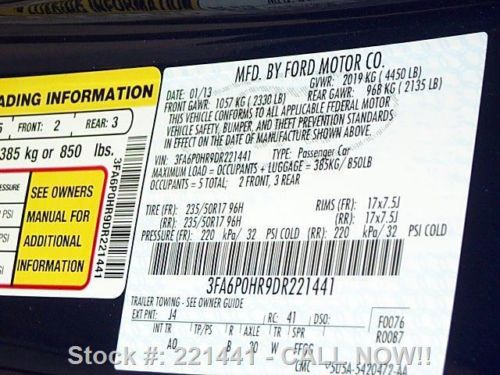 ADING INFORMATION
FRONT: 2 REAR: 3
385 kg or 850 lbs.
PRESSURE
PSI
SEE OWNERS
MANUAL FOR
ADDITIONAL
INFORMATION
3FA6P0HR9DR221441
MFD. BY FORD MOTOR CO.
DATE: 01/13 GVWR: 2019 KG ( 4450 LB)
FRONT GAWR: 1057 KG ( 2330 LB) REAR GAWR: 968 KG ( 2135 LB)
THIS VEHICLE CONFORMS TO ALL APPLICABLE FEDERAL MOTOR
VEHICLE SAFETY, BUMPER, AND THEFT PREVENTION STANDARDS
IN EFFECT ON THE DATE OF MANUFACTURE SHOWN ABOVE.
VIN: 3FA6P0HR9DR221441 TYPE: Passenger Car
MAXIMUM LOAD = OCCUPANTS + LUGGAGE = 385KG / 850LB
OCCUPANTS = 5 TOTAL; 2 FRONT, 3 REAR
TIRE (FR): 235/50R17 96H RIMS (FR): 17x7.5J
(RR): 235/50R17 96H (RR): 17x7.5J
PRESSURE (FR): 220 kPa/ 32 PSI COLD (RR): 220 kPa/ 32 PSI COLD
3FA6P0HR9DR221441
TRAILER TOWING - SEE OWNER GUIDE
EXT PNT: J4 RC: 41 DSO: F0076
INT TR TP/PS R AXLE TR SPR R0087
AO B 30 W EEGG
Stock #: 221441 - CALL NOW!!